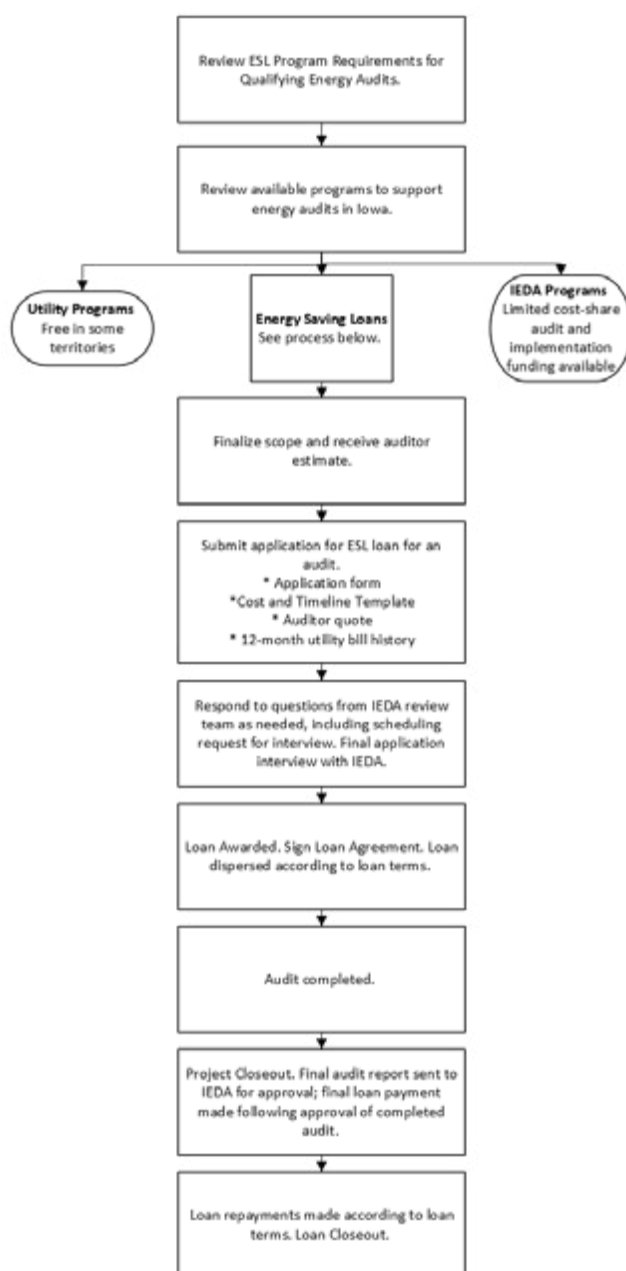 Review ESL Program Requirements for
Qualifying Energy Audits.
Review available programs to support
energy audits in Iowa.
Utility Programs
Free in some
territories
Energy Saving Loans
See process below.
IEDA Programs
Limited cost-share
audit and
implementation
funding available
Finalize scope and receive auditor
estimate.
Submit application for ESL loan for an
audit.
* Application form
*Cost and Timeline Template
* Auditor quote
* 12-month utility bill history
Respond to questions from IEDA review
team as needed, including scheduling
request for interview. Final application
interview with IEDA.
Loan Awarded. Sign Loan Agreement. Loan
dispersed according to loan terms.
Audit completed.
Project Closeout. Final audit report sent to
IEDA for approval; final loan payment
made following approval of completed
audit.
Loan repayments made according to loan
terms. Loan Closeout.